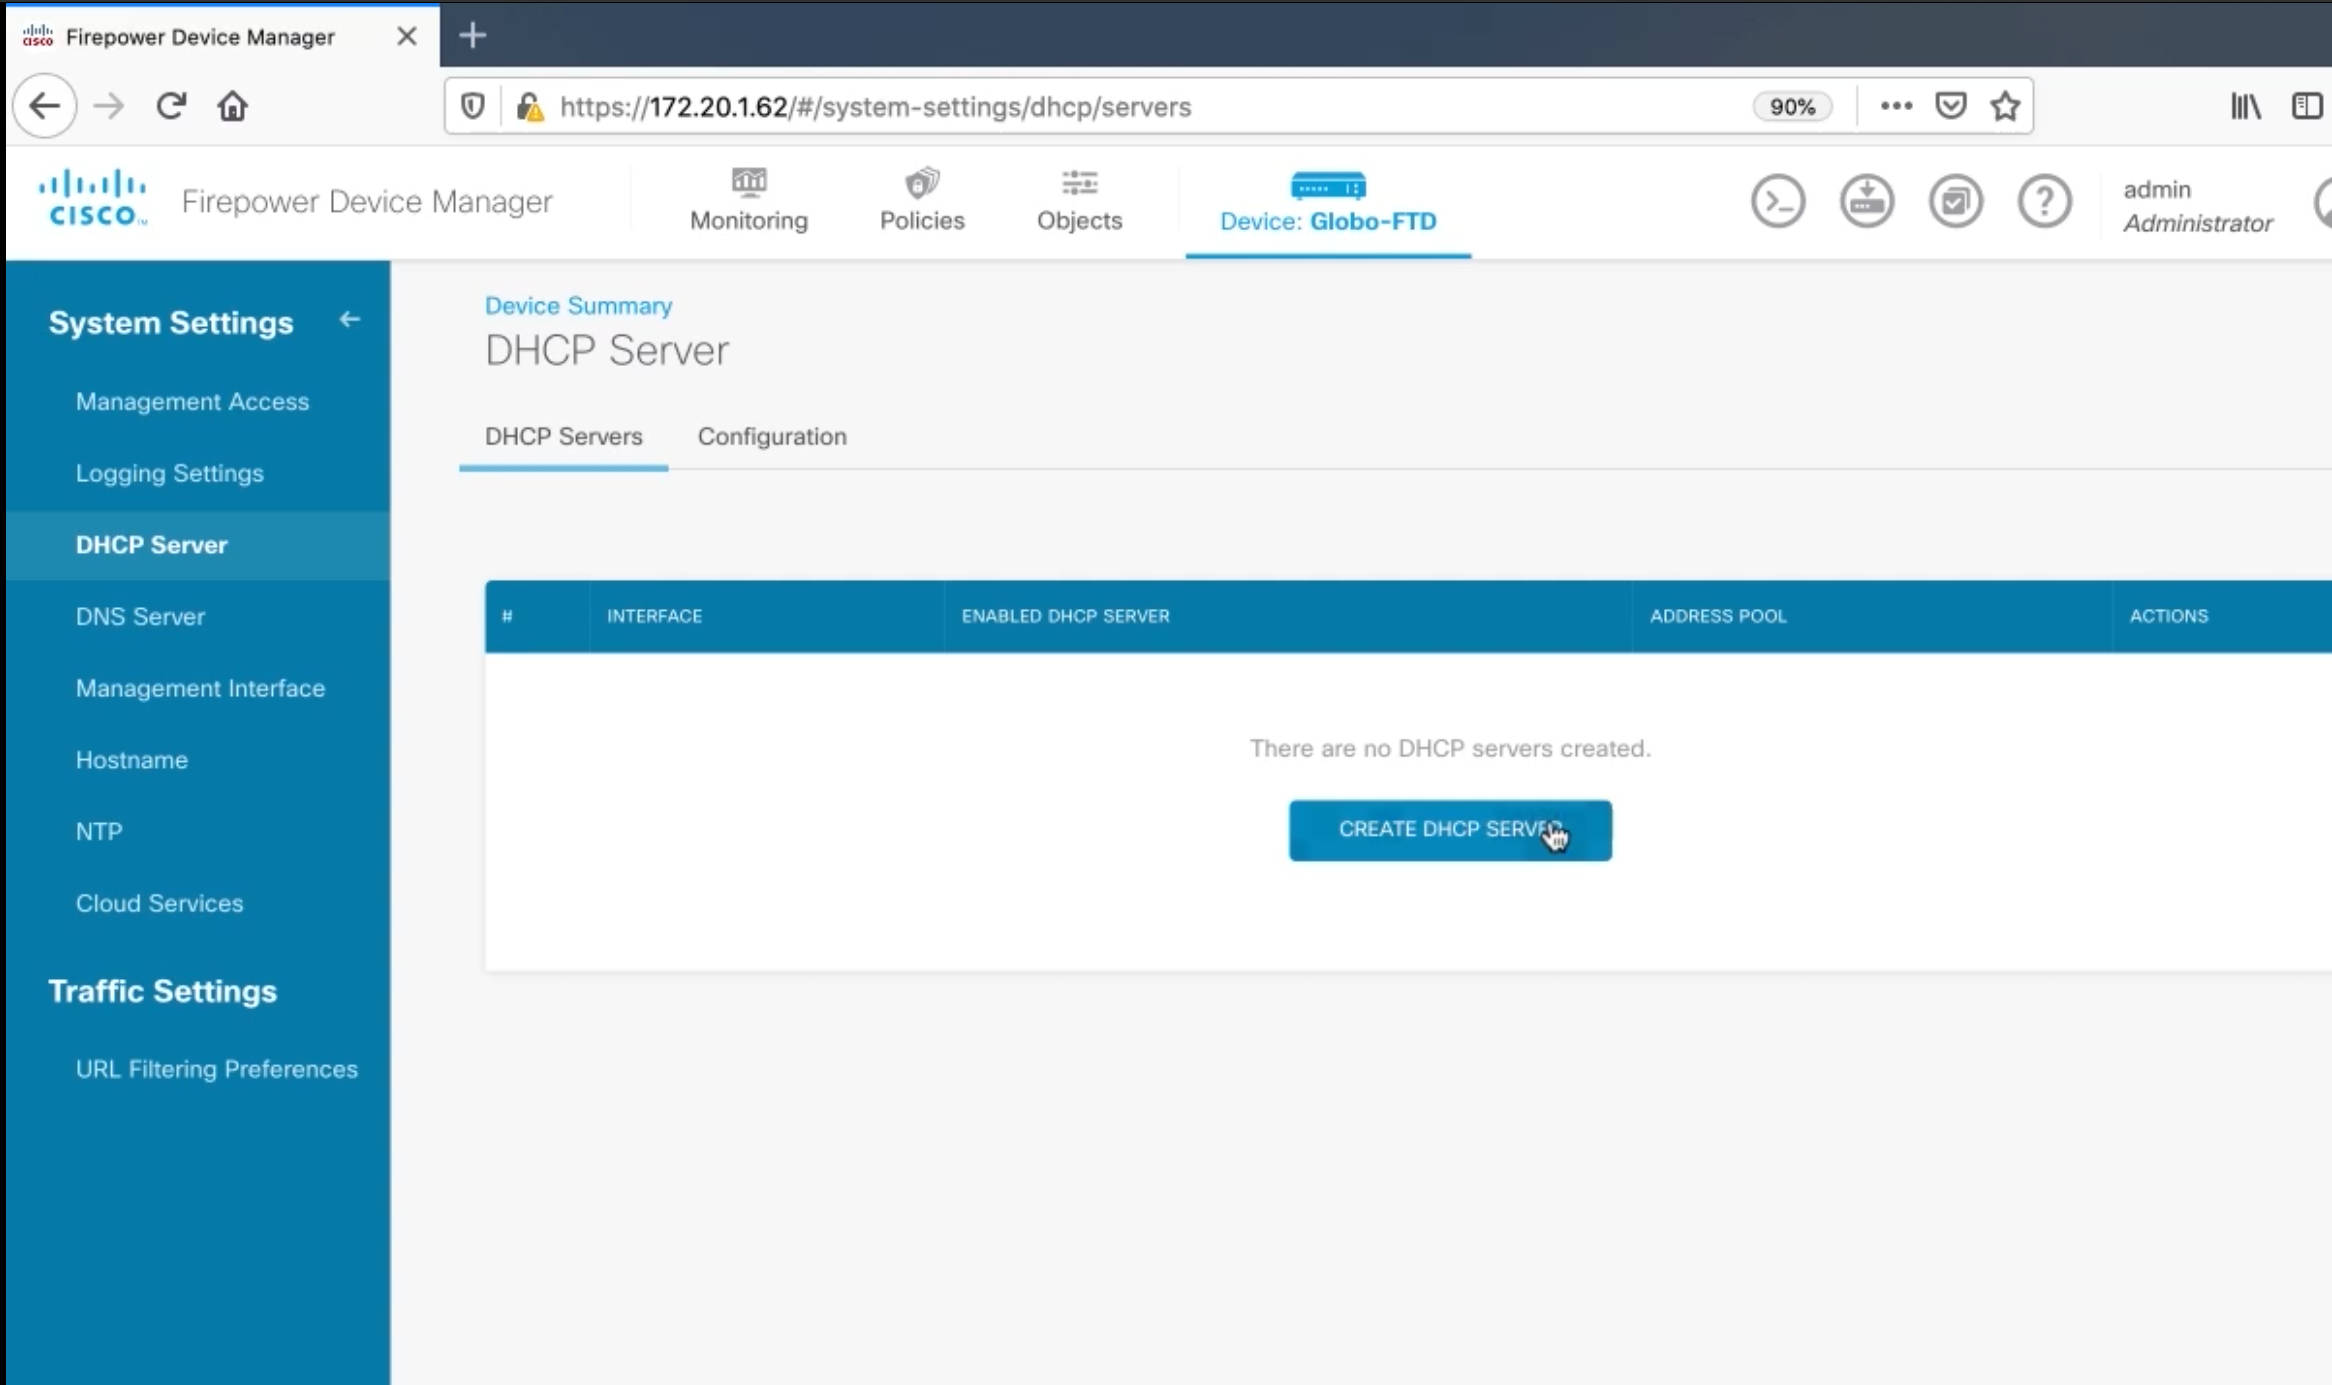 cisco Firepower Device Manager
https://172.20.1.62/#/system-settings/dhcp/servers 90%
CISCO Firepower Device Manager
Monitoring Policies Objects Device: Globo-FTD
admin
Administrator
System Settings
Management Access
Logging Settings
DHCP Server
DNS Server
Management Interface
Hostname
NTP
Cloud Services
Traffic Settings
URL Filtering Preferences
Device Summary
DHCP Server
DHCP Servers Configuration
# INTERFACE ENABLED DHCP SERVER ADDRESS POOL ACTIONS
There are no DHCP servers created.
CREATE DHCP SERVER